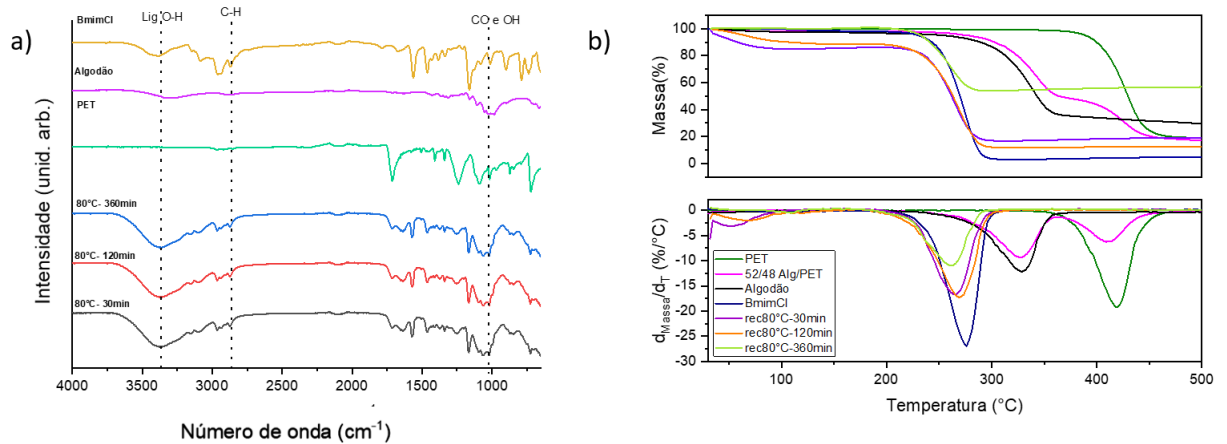 a)
Lig O-H
C-H
CO e OH
BmimCl
Algodão
PET
80°C- 360min
80°C- 120min
80°C- 30min
Intensidade (unid. arb.)
4000 3500 3000 2500 2000 1500 1000
Número de onda (cm⁻¹)
b)
Massa(%)
100
80
60
40
20
0
d_Massa/d_T (%/°C)
0
-5
-10
-15
-20
-25
-30
PET
52/48 Alg/PET
Algodão
BmimCl
rec80°C-30min
rec80°C-120min
rec80°C-360min
100 200 300 400 500
Temperatura (°C)